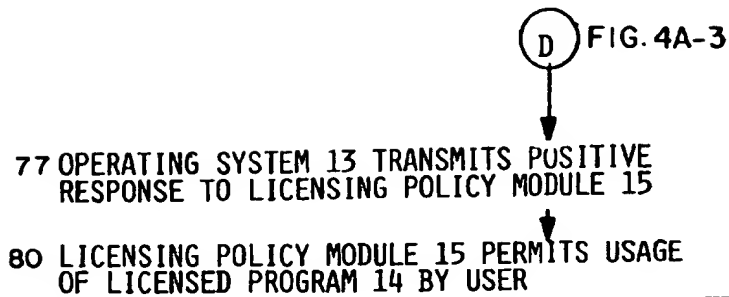 D FIG. 4A-3
77 OPERATING SYSTEM 13 TRANSMITS POSITIVE
RESPONSE TO LICENSING POLICY MODULE 15
80 LICENSING POLICY MODULE 15 PERMITS USAGE
OF LICENSED PROGRAM 14 BY USER